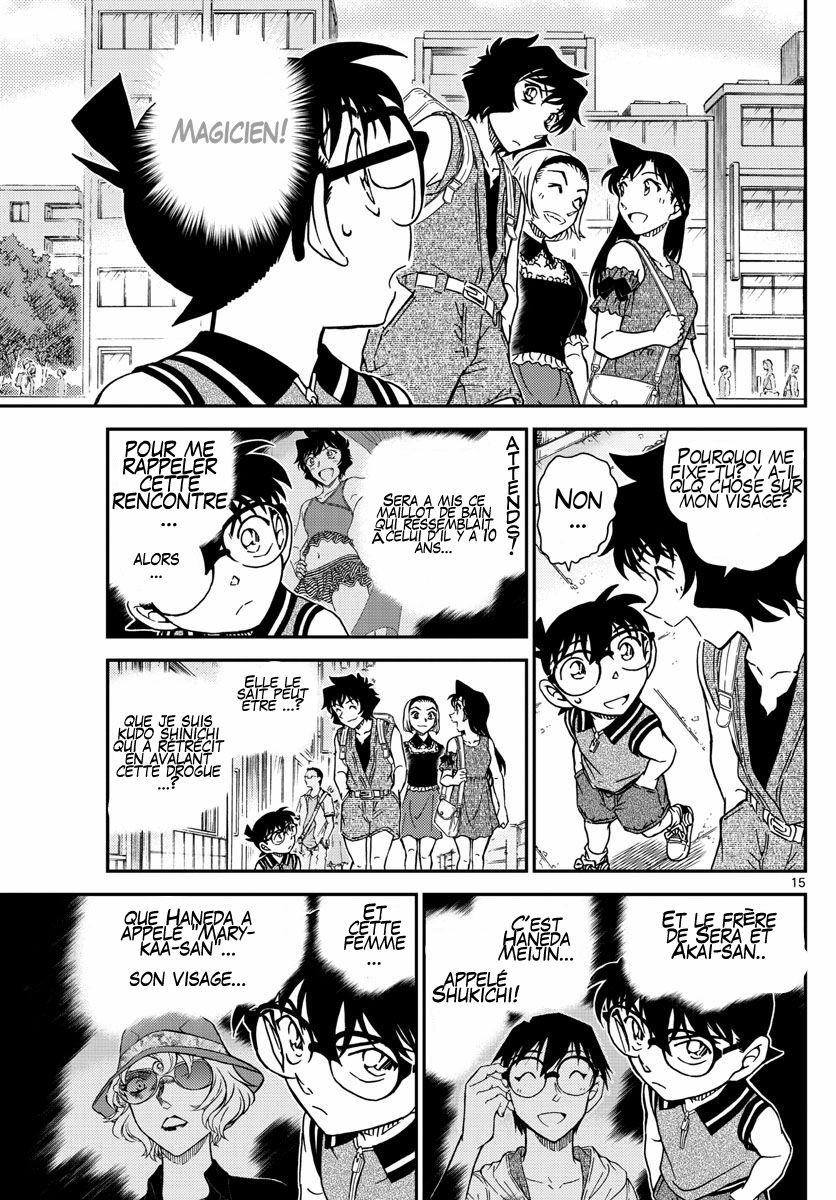 MAGICIEN!
POURQUOI ME
FIXE-TU? Y A-IL
QLQ CHOSE SUR
MON VISAGE?
NON
...
ATTENDS!
SERA A MIS CE
MAILLOT DE BAIN
QUI RESSEMBLAIT
À CELUI D'IL Y A 10
ANS...
POUR ME
RAPPELER
CETTE
RENCONTRE
...
ALORS
...
ELLE LE
SAIT PEUT
ETRE ...?
QUE JE SUIS
KUDO SHINICHI
QUI A RÉTRÉCIT
EN AVALANT
CETTE DROGUE
...?
15
ET LE FRÈRE
DE SERA ET
AKAI-SAN..
C'EST
HANEDA
MEIJIN...
APPELÉ
SHUKICHI!
ET
CETTE
FEMME
...
QUE HANEDA A
APPELÉ "MARY-
KAA-SAN"...
SON VISAGE...